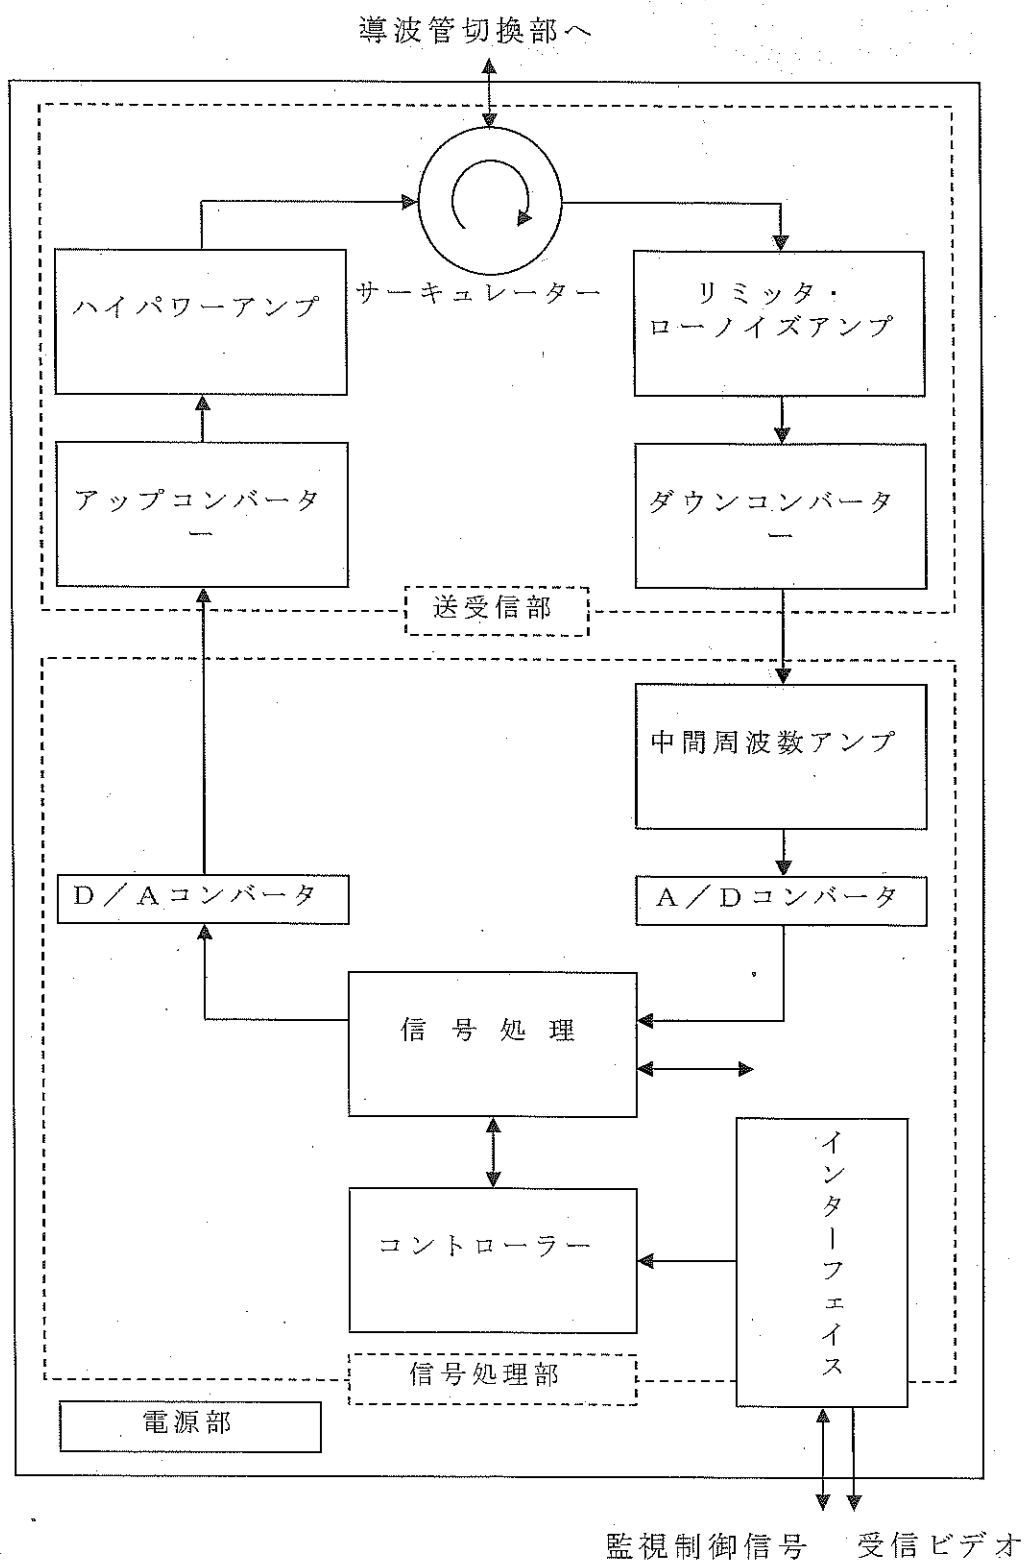 導波管切換部へ
サーキュレーター
ハイパワーアンプ
リミッタ・
ローノイズアンプ
アップコンバータ
ー
ダウンコンバータ
ー
送受信部
中間周波数アンプ
D/Aコンバータ
A/Dコンバータ
信号処理
インターフェイス
コントローラー
信号処理部
電源部
監視制御信号
受信ビデオ